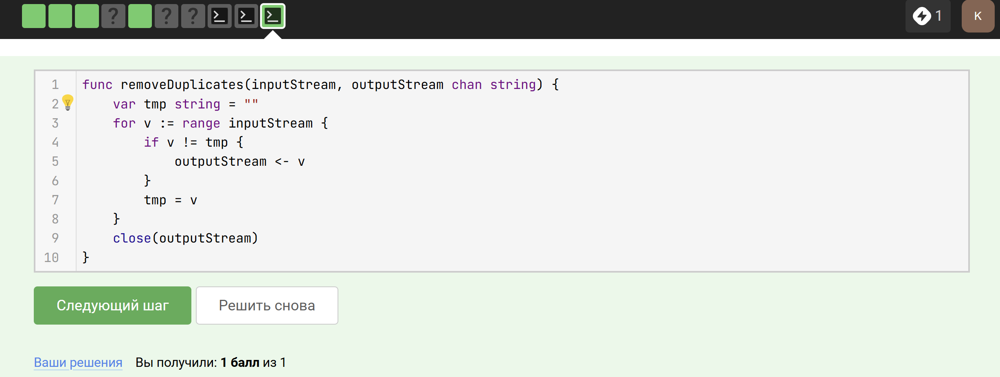 ? ? ? >_ >_ >_ 1 K
1 func removeDuplicates(inputStream, outputStream chan string) {
2     var tmp string = ""
3     for v := range inputStream {
4         if v != tmp {
5             outputStream <- v
6         }
7         tmp = v
8     }
9     close(outputStream)
10 }
Следующий шаг Решить снова
Ваши решения Вы получили: 1 балл из 1